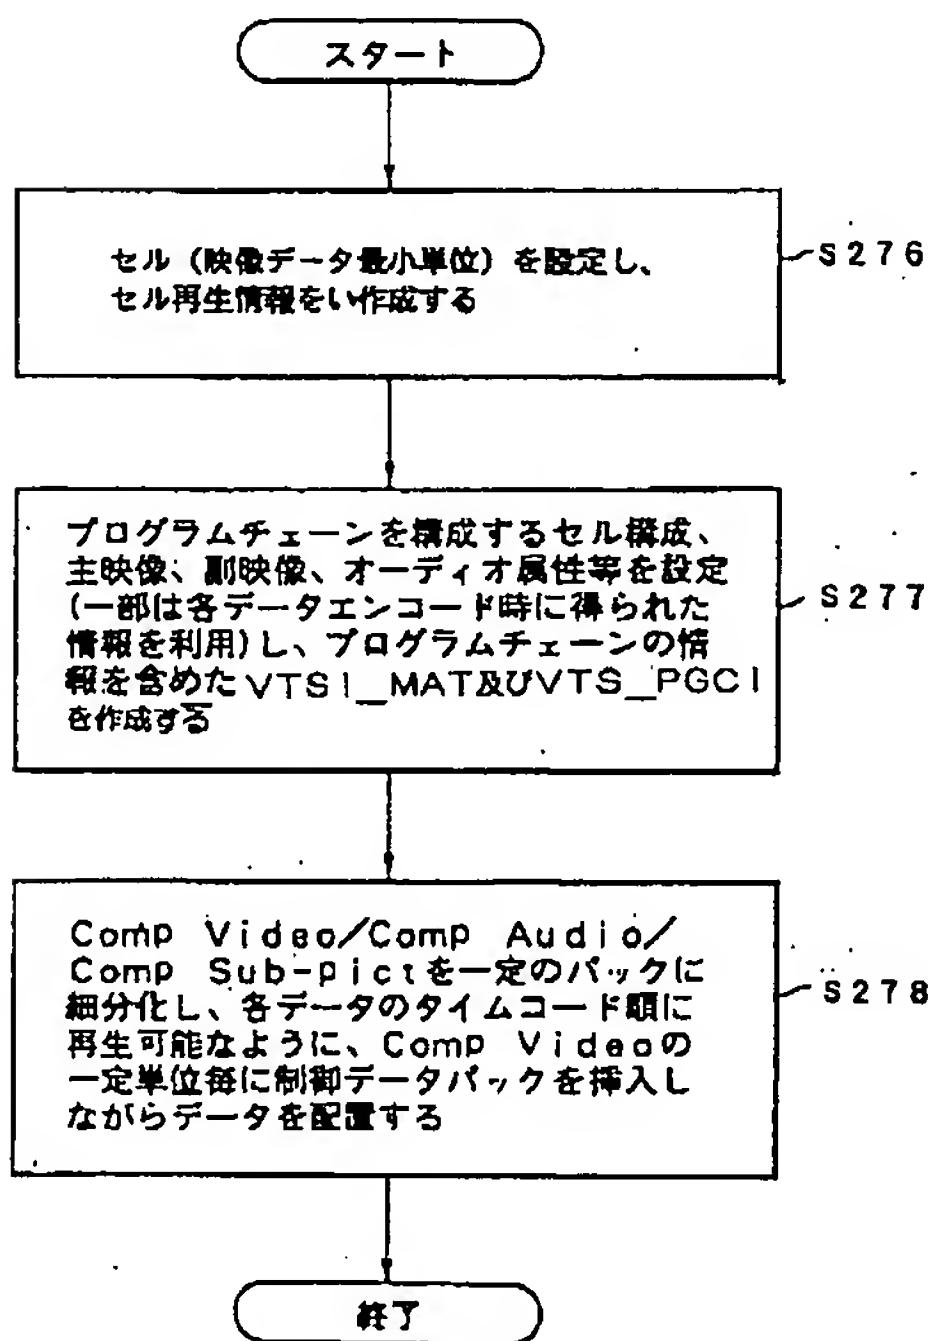 スタート
セル（映像データ最小単位）を設定し、
セル再生情報をい作成する
S276
プログラムチェーンを構成するセル構成、
主映像、副映像、オーディオ属性等を設定
(一部は各データエンコード時に得られた
情報を利用)し、プログラムチェーンの情
報を含めたVTSI_MAT及びVTS_PGCI
を作成する
S277
Comp Video/Comp Audio/
Comp Sub-pictを一定のパックに
細分化し、各データのタイムコード順に
再生可能なように、Comp Videoの
一定単位毎に制御データパックを挿入し
ながらデータを配置する
S278
終了